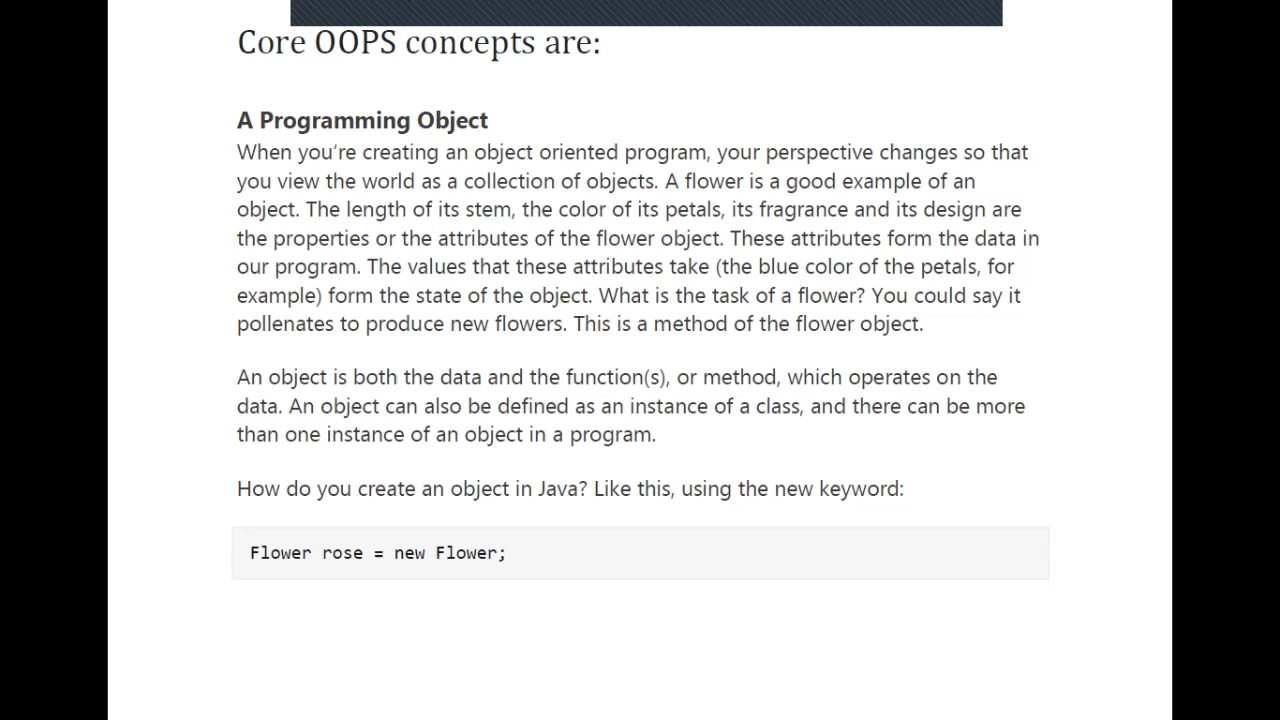 Core OOPS concepts are:
A Programming Object
When you're creating an object oriented program, your perspective changes so that
you view the world as a collection of objects. A flower is a good example of an
object. The length of its stem, the color of its petals, its fragrance and its design are
the properties or the attributes of the flower object. These attributes form the data in
our program. The values that these attributes take (the blue color of the petals, for
example) form the state of the object. What is the task of a flower? You could say it
pollenates to produce new flowers. This is a method of the flower object.
An object is both the data and the function(s), or method, which operates on the
data. An object can also be defined as an instance of a class, and there can be more
than one instance of an object in a program.
How do you create an object in Java? Like this, using the new keyword:
Flower rose = new Flower;